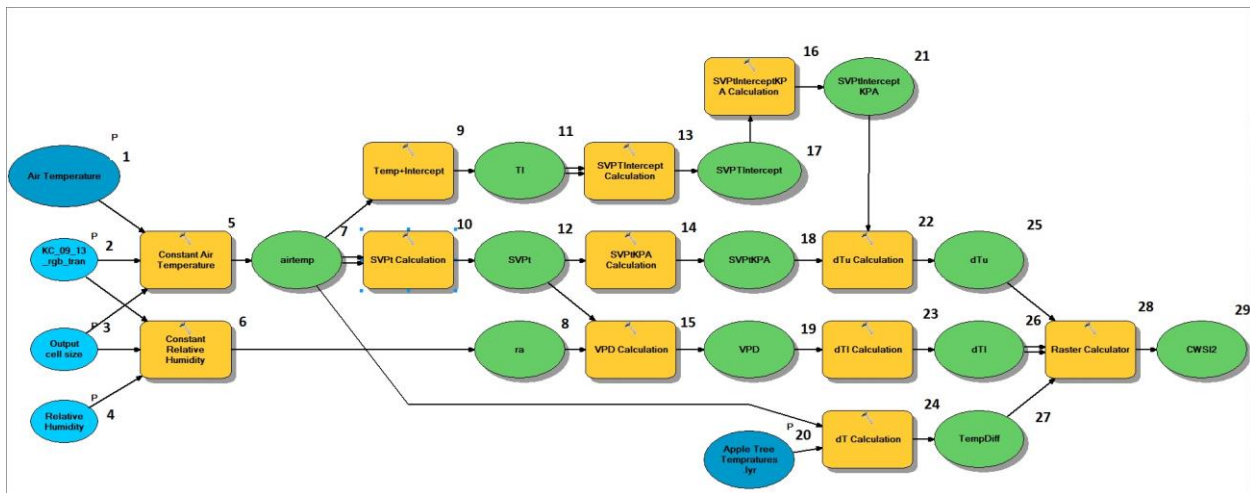 P
1
Air Temperature
P
2
KC_09_13
_rgb_tran
P
3
Output
cell size
P
4
Relative
Humidity
5
Constant Air
Temperature
6
Constant
Relative
Humidity
7
airtemp
8
ra
9
Temp+Intercept
10
SVPt Calculation
11
TI
12
SVPt
13
SVPTIntercept
Calculation
14
SVPtKPA
Calculation
15
VPD Calculation
16
SVPtInterceptKP
A Calculation
17
SVPTIntercept
18
SVPtKPA
19
VPD
P
20
Apple Tree
Tempratures
.lyr
21
SVPtIntercept
KPA
22
dTu Calculation
23
dTl Calculation
24
dT Calculation
25
dTu
26
dTl
27
TempDiff
28
Raster Calculator
29
CWSI2